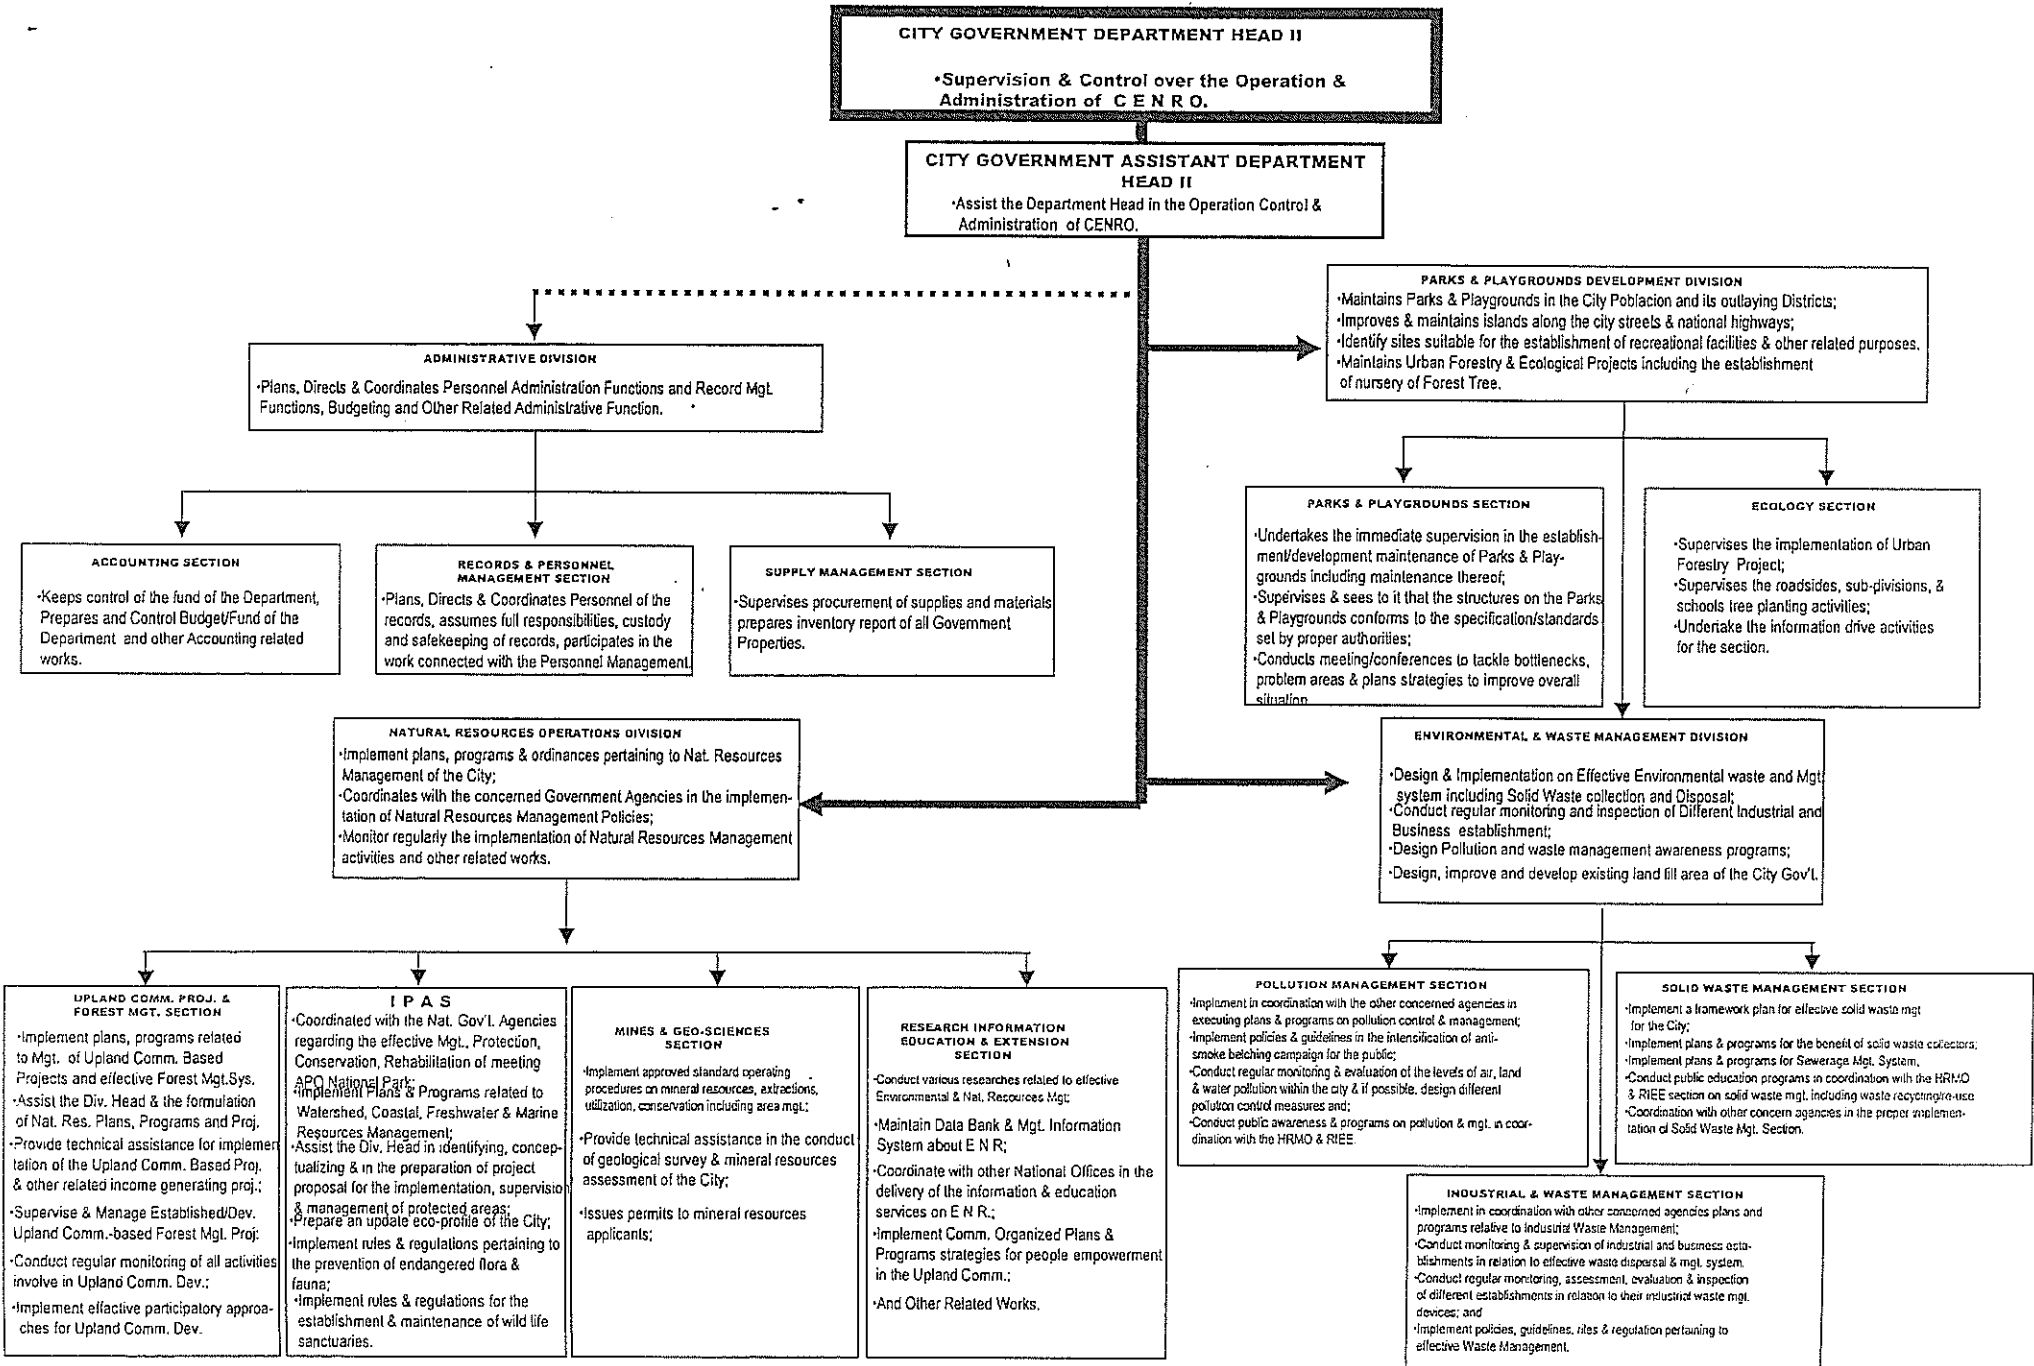 CITY GOVERNMENT DEPARTMENT HEAD II
•Supervision & Control over the Operation &
Administration of C E N R O.
CITY GOVERNMENT ASSISTANT DEPARTMENT
HEAD II
•Assist the Department Head in the Operation Control &
Administration of CENRO.
PARKS & PLAYGROUNDS DEVELOPMENT DIVISION
•Maintains Parks & Playgrounds in the City Poblacion and its outlaying Districts;
•Improves & maintains islands along the city streets & national highways;
•Identify sites suitable for the establishment of recreational facilities & other related purposes.
•Maintains Urban Forestry & Ecological Projects including the establishment
of nursery of Forest Tree.
ADMINISTRATIVE DIVISION
•Plans, Directs & Coordinates Personnel Administration Functions and Record Mgt.
Functions, Budgeting and Other Related Administrative Function.
PARKS & PLAYGROUNDS SECTION
•Undertakes the immediate supervision in the establish-
ment/development maintenance of Parks & Play-
grounds including maintenance thereof;
•Supervises & sees to it that the structures on the Parks
& Playgrounds conforms to the specification/standards
set by proper authorities;
•Conducts meeting/conferences to tackle bottlenecks,
problem areas & plans strategies to improve overall
situation
ECOLOGY SECTION
•Supervises the implementation of Urban
Forestry Project;
•Supervises the roadsides, sub-divisions, &
schools tree planting activities;
•Undertake the information drive activities
for the section.
ACCOUNTING SECTION
•Keeps control of the fund of the Department,
Prepares and Control Budget/Fund of the
Department and other Accounting related
works.
RECORDS & PERSONNEL
MANAGEMENT SECTION
•Plans, Directs & Coordinates Personnel of the
records, assumes full responsibilities, custody
and safekeeping of records, participates in the
work connected with the Personnel Management.
SUPPLY MANAGEMENT SECTION
•Supervises procurement of supplies and materials
prepares inventory report of all Government
Properties.
NATURAL RESOURCES OPERATIONS DIVISION
•Implement plans, programs & ordinances pertaining to Nat. Resources
Management of the City;
•Coordinates with the concerned Government Agencies in the implemen-
tation of Natural Resources Management Policies;
•Monitor regularly the implementation of Natural Resources Management
activities and other related works.
ENVIRONMENTAL & WASTE MANAGEMENT DIVISION
•Design & Implementation on Effective Environmental waste and Mgt
system including Solid Waste collection and Disposal;
•Conduct regular monitoring and inspection of Different Industrial and
Business establishment;
•Design Pollution and waste management awareness programs;
•Design, improve and develop existing land fill area of the City Gov't.
UPLAND COMM. PROJ. &
FOREST MGT. SECTION
•Implement plans, programs related
to Mgt. of Upland Comm. Based
Projects and effective Forest Mgt.Sys.
•Assist the Div. Head & the formulation
of Nat. Res. Plans, Programs and Proj.
•Provide technical assistance for implemen
tation of the Upland Comm. Based Proj.
& other related income generating proj.;
•Supervise & Manage Established/Dev.
Upland Comm.-based Forest Mgt. Proj:
•Conduct regular monitoring of all activities
involve in Upland Comm. Dev.;
•Implement effective participatory approa-
ches for Upland Comm. Dev.
I P A S
•Coordinated with the Nat. Gov'l. Agencies
regarding the effective Mgt., Protection,
Conservation, Rehabilitation of meeting
APO National Park;
•Implement Plans & Programs related to
Watershed, Coastal, Freshwater & Marine
Resources Management;
•Assist the Div. Head in identifying, concep-
tualizing & in the preparation of project
proposal for the implementation, supervisio
& management of protected areas;
•Prepare an update eco-profile of the City;
•Implement rules & regulations pertaining to
the prevention of endangered flora &
fauna;
•Implement rules & regulations for the
establishment & maintenance of wild life
sanctuaries.
MINES & GEO-SCIENCES
SECTION
•Implement approved standard operating
procedures on mineral resources, extractions,
utilization, conservation including area mgt.;
•Provide technical assistance in the conduct
of geological survey & mineral resources
assessment of the City;
•Issues permits to mineral resources
applicants;
RESEARCH INFORMATION
EDUCATION & EXTENSION
SECTION
•Conduct various researches related to effective
Environmental & Nat. Resources Mgt;
•Maintain Data Bank & Mgt. Information
System about E N R;
•Coordinate with other National Offices in the
delivery of the information & education
services on E N R.;
•Implement Comm. Organized Plans &
Programs strategies for people empowerment
in the Upland Comm.;
•And Other Related Works.
POLLUTION MANAGEMENT SECTION
•Implement in coordination with the other concerned agencies in
executing plans & programs on pollution control & management;
•Implement policies & guidelines in the intensification of anti-
smoke belching campaign for the public;
•Conduct regular monitoring & evaluation of the levels of air, land
& water pollution within the city & if possible, design different
pollution control measures and;
•Conduct public awareness & programs on pollution & mgt. in coor-
dination with the HRMO & RIEE.
SOLID WASTE MANAGEMENT SECTION
•Implement a framework plan for effective solid waste mgt
for the City;
•Implement plans & programs for the benefit of solid waste collectors;
•Implement plans & programs for Sewerage Mgt. System,
•Conduct public education programs in coordination with the HRMO
& RIEE section on solid waste mgt. including waste recycling/re-use
•Coordination with other concern agencies in the proper implemen-
tation of Solid Waste Mgt. Section.
INDUSTRIAL & WASTE MANAGEMENT SECTION
•Implement in coordination with other concerned agencies plans and
programs relative to Industrial Waste Management;
•Conduct monitoring & supervision of industrial and business esta-
blishments in relation to effective waste dispersal & mgt. system.
•Conduct regular monitoring, assessment, evaluation & inspection
of different establishments in relation to their industrial waste mgt.
devices; and
•Implement policies, guidelines, rites & regulation pertaining to
effective Waste Management.